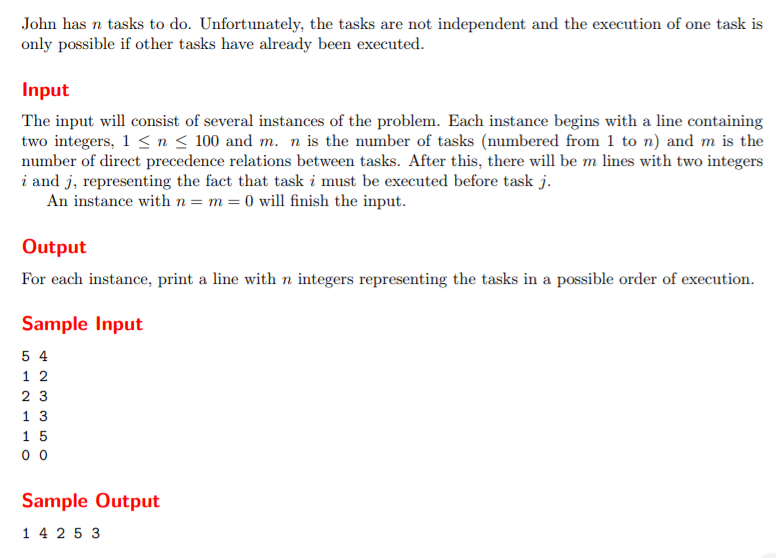 John has n tasks to do. Unfortunately, the tasks are not independent and the execution of one task is
only possible if other tasks have already been executed.
Input
The input will consist of several instances of the problem. Each instance begins with a line containing
two integers, 1 ≤ n ≤ 100 and m. n is the number of tasks (numbered from 1 to n) and m is the
number of direct precedence relations between tasks. After this, there will be m lines with two integers
i and j, representing the fact that task i must be executed before task j.
An instance with n = m = 0 will finish the input.
Output
For each instance, print a line with n integers representing the tasks in a possible order of execution.
Sample Input
5 4
1 2
2 3
1 3
1 5
0 0
Sample Output
1 4 2 5 3